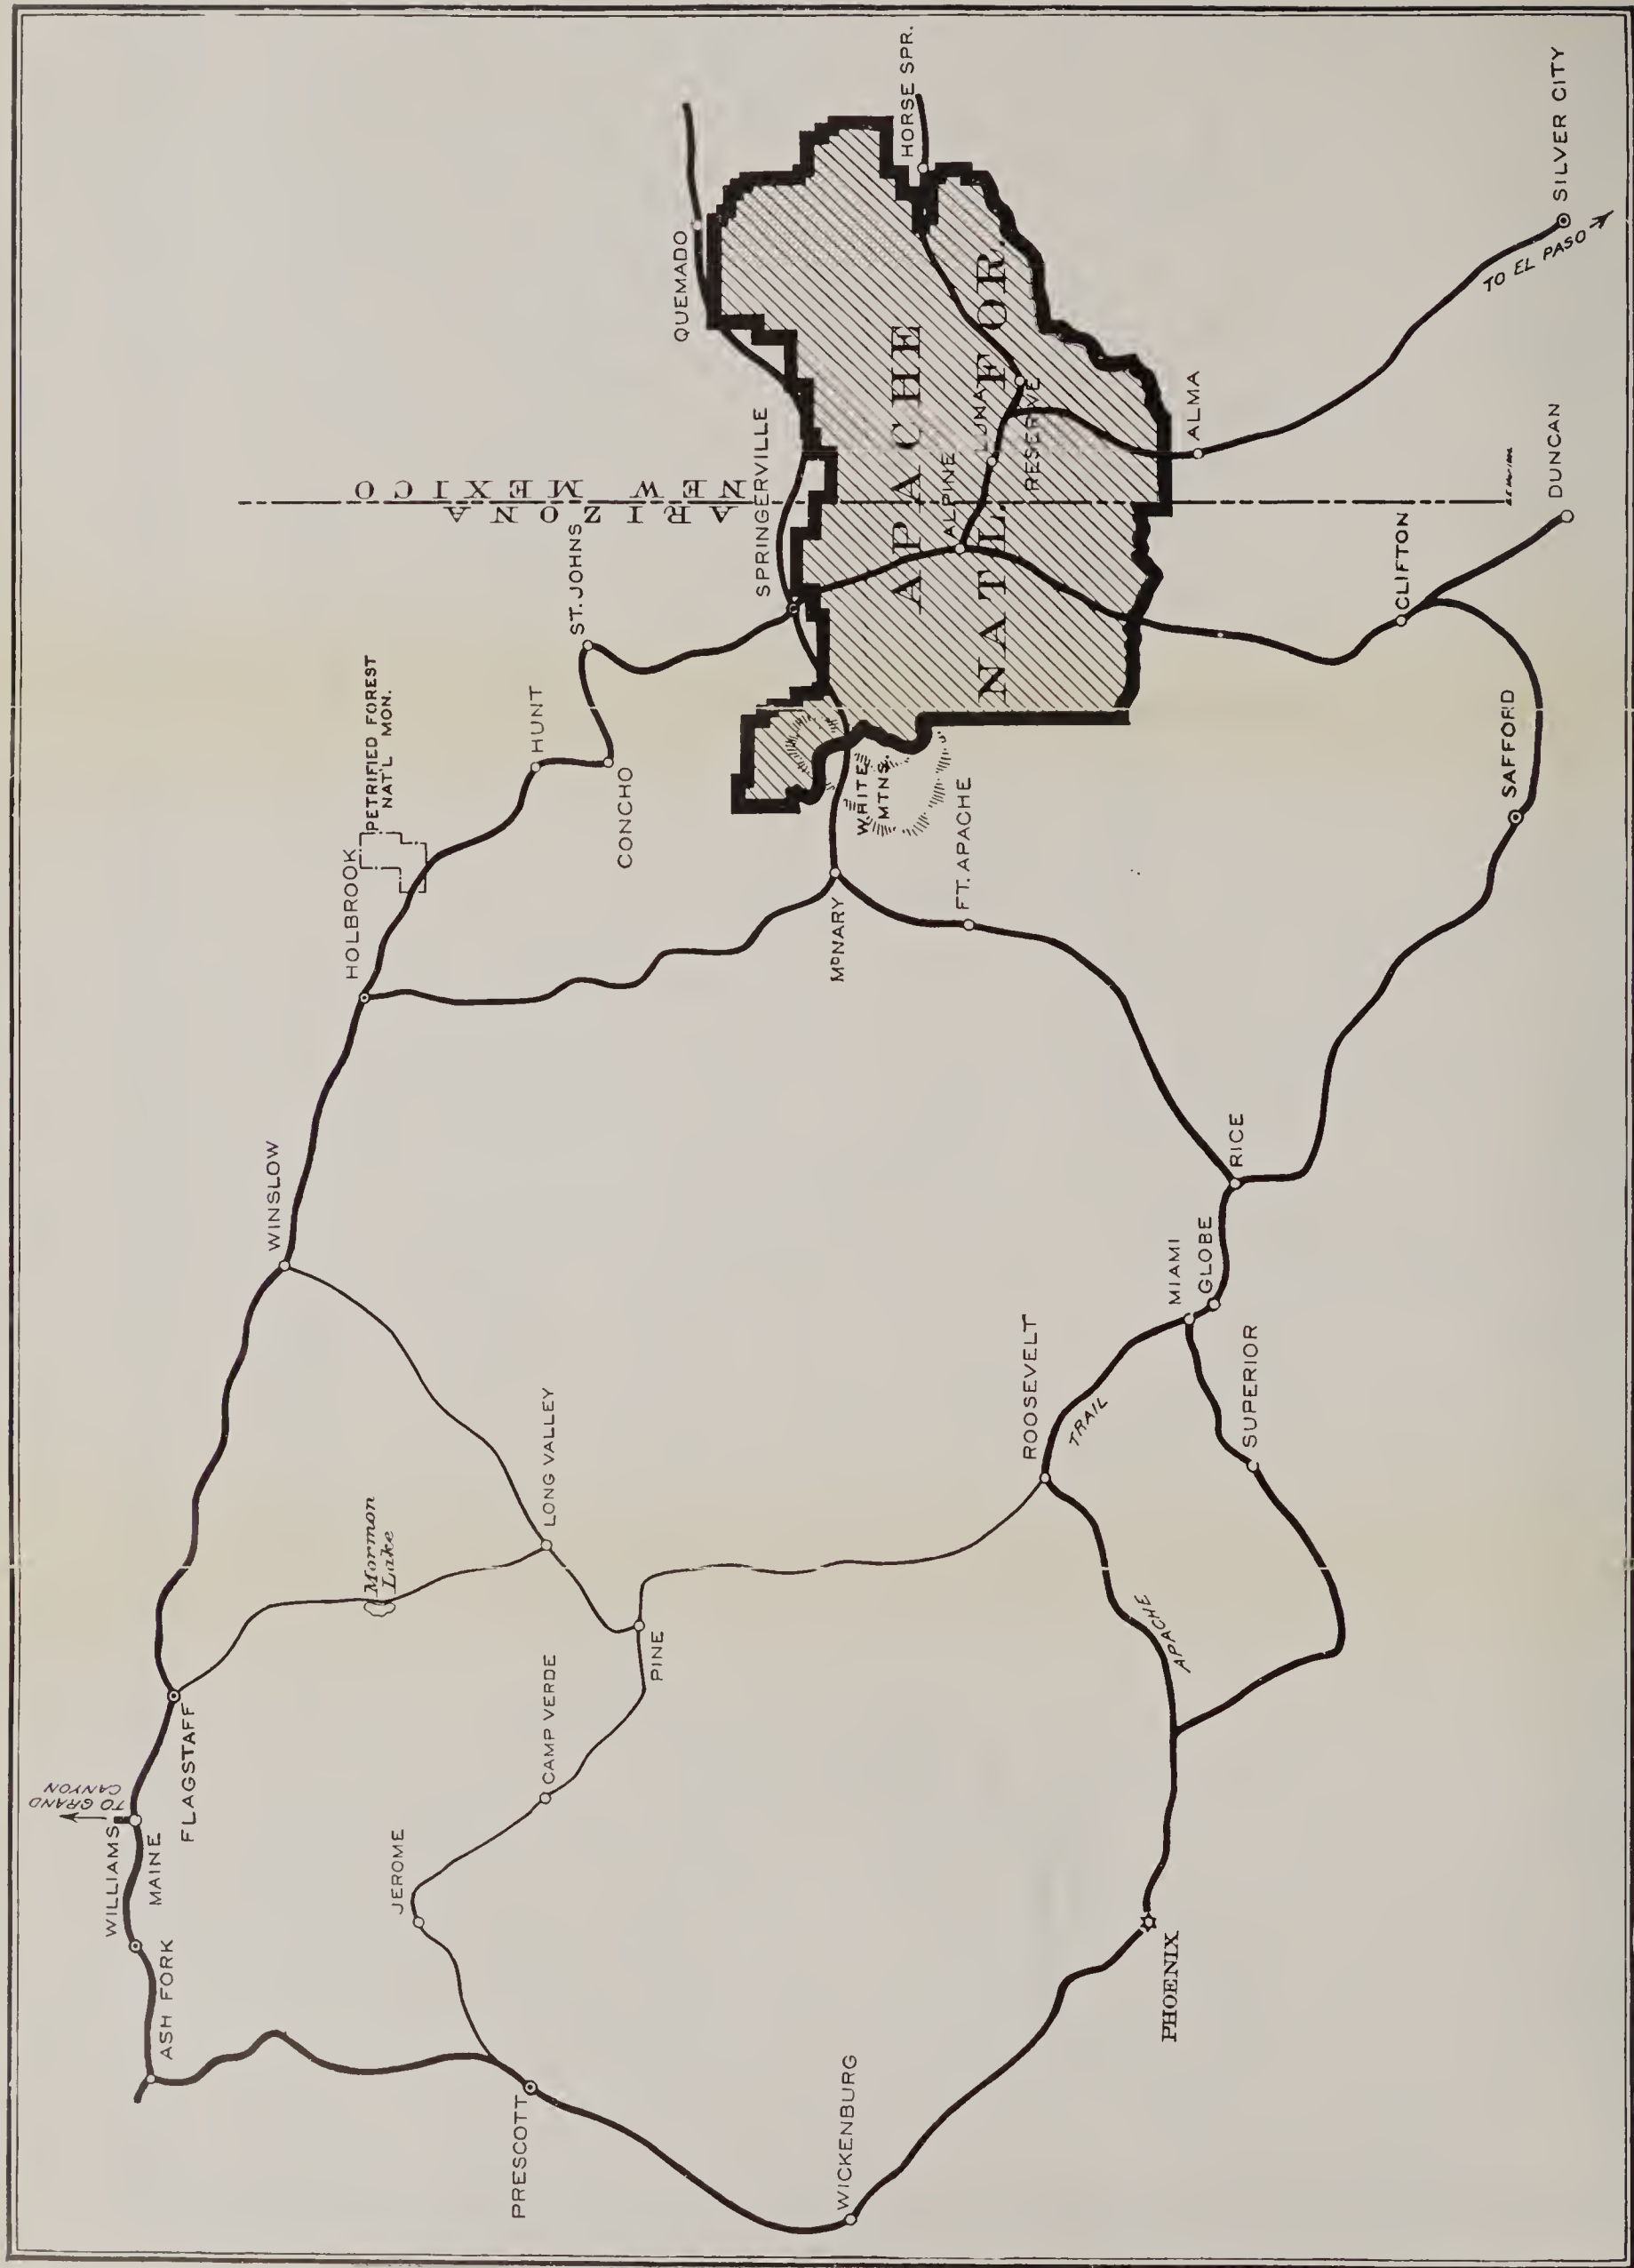 TO GRAND
CANYON
WILLIAMS
MAINE
ASH FORK
FLAGSTAFF
WINSLOW
HOLBROOK
PETRIFIED FOREST
NAT'L MON.
HUNT
CONCHO
ST. JOHNS
ARIZONA
NEW MEXICO
SPRINGERVILLE
QUEMADO
HORSE SPR.
APACHE
NATL. FOR.
ALPINE
LUNA
RESERVE
ALMA
SILVER CITY
TO EL PASO
DUNCAN
CLIFTON
SAFFORD
WHITE
MTNS.
McNARY
FT. APACHE
RICE
GLOBE
MIAMI
SUPERIOR
ROOSEVELT
APACHE
TRAIL
Mormon
Lake
LONG VALLEY
PINE
CAMP VERDE
JEROME
PRESCOTT
WICKENBURG
PHOENIX